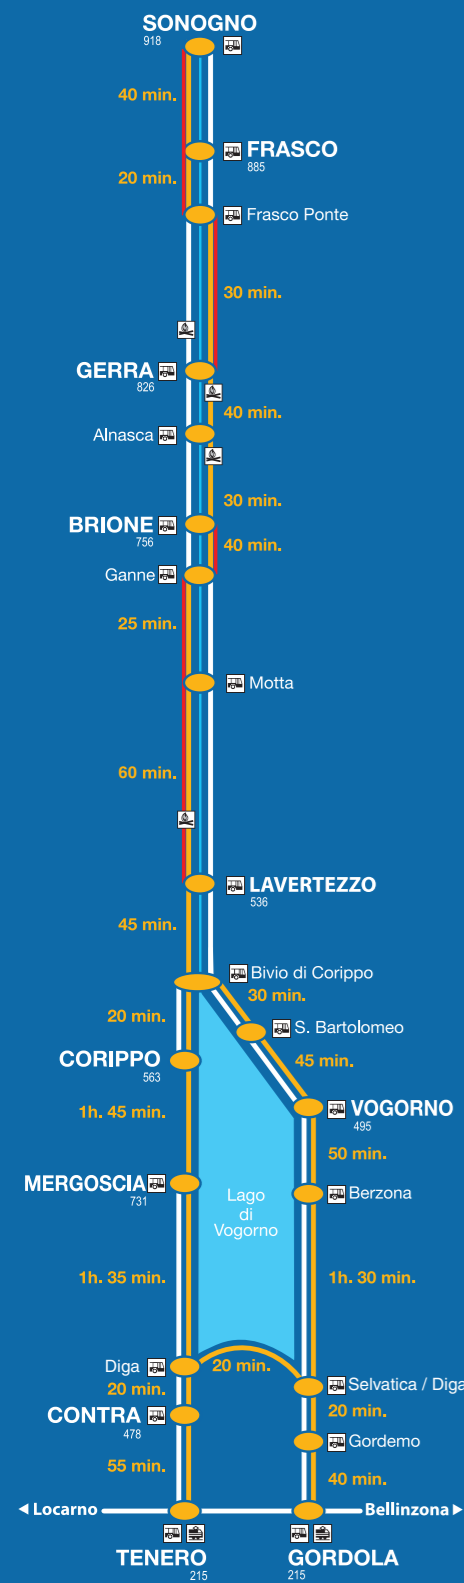 SONOGNO
918
40 min.
FRASCO
885
20 min.
Frasco Ponte
30 min.
GERRA
826
40 min.
Alnasca
30 min.
BRIONE
756
40 min.
Ganne
25 min.
Motta
60 min.
LAVERTEZZO
536
45 min.
Bivio di Corippo
30 min.
20 min.
S. Bartolomeo
CORIPPO
563
45 min.
1h. 45 min.
VOGORNO
495
50 min.
MERGOSCIA
731
Berzona
Lago
di
Vogorno
1h. 35 min.
1h. 30 min.
Diga
20 min.
20 min.
Selvatica / Diga
CONTRA
478
20 min.
Gordemo
55 min.
40 min.
Locarno
Bellinzona
TENERO
215
GORDOLA
215